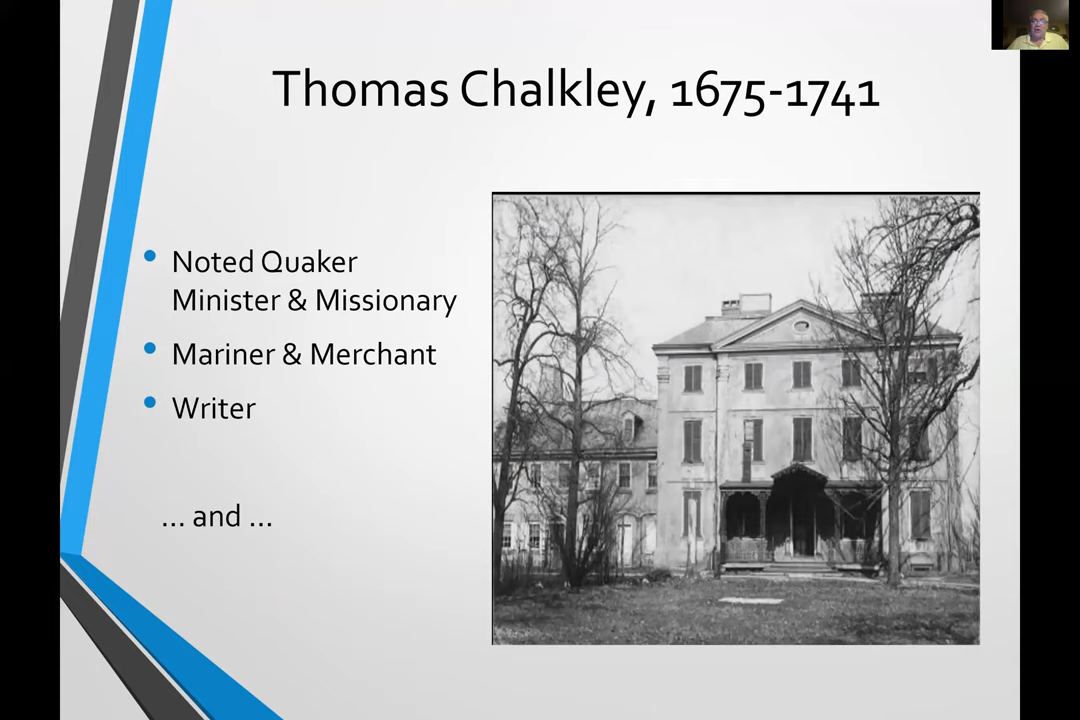 Thomas Chalkley, 1675-1741
• Noted Quaker
Minister & Missionary
• Mariner & Merchant
• Writer
... and ...